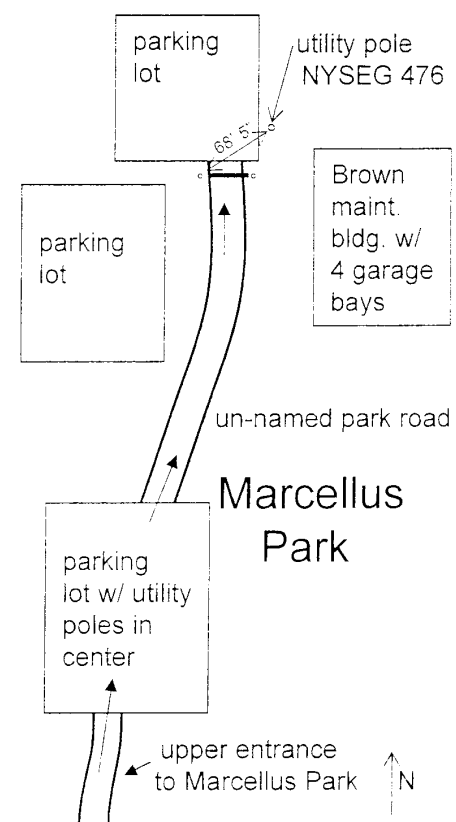 parking
lot
utility pole
NYSEG 476
68' 5"
Brown
maint.
bldg. w/
4 garage
bays
parking
lot
un-named park road
Marcellus
Park
parking
lot w/ utility
poles in
center
upper entrance
to Marcellus Park
N